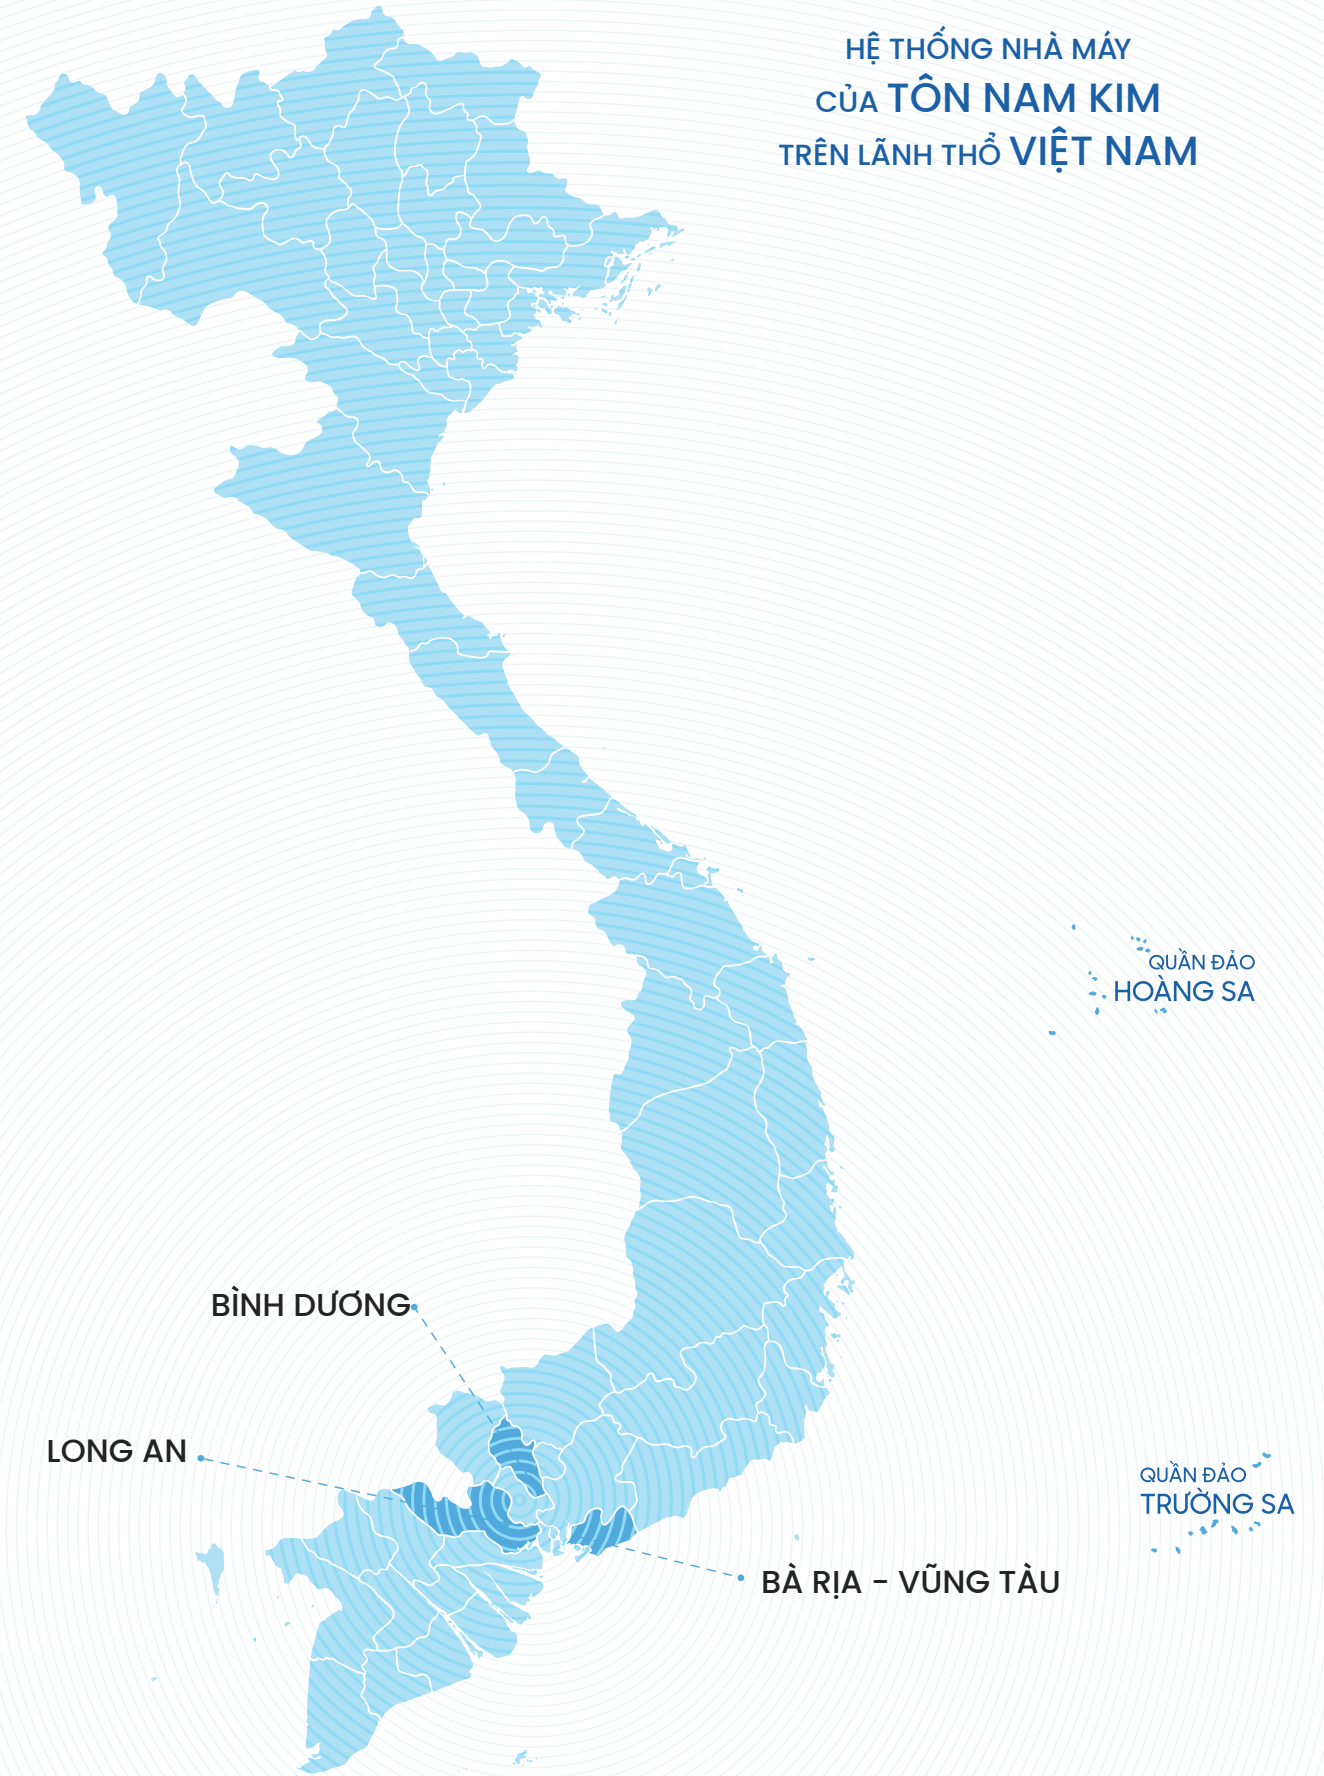 HỆ THỐNG NHÀ MÁY
CỦA TÔN NAM KIM
TRÊN LÃNH THỔ VIỆT NAM
QUẦN ĐẢO
HOÀNG SA
BÌNH DƯƠNG
LONG AN
QUẦN ĐẢO
TRƯỜNG SA
BÀ RỊA - VŨNG TÀU